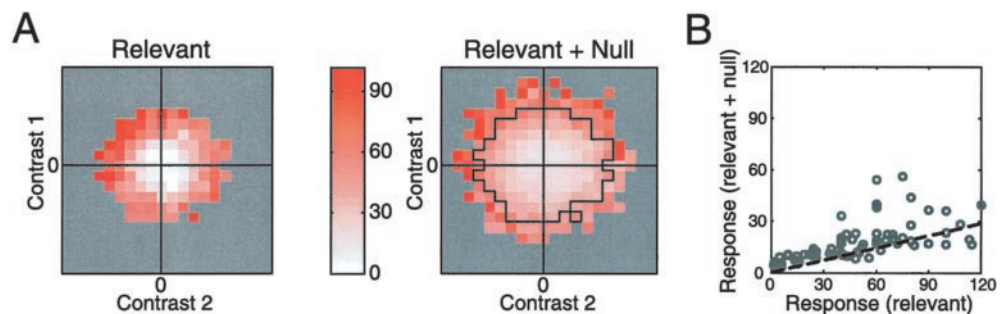 A
Relevant
Contrast 1
0
0
Contrast 2
90
60
30
0
Relevant + Null
Contrast 1
0
0
Contrast 2
B
Response (relevant + null)
120
90
60
30
0
0 30 60 90 120
Response (relevant)